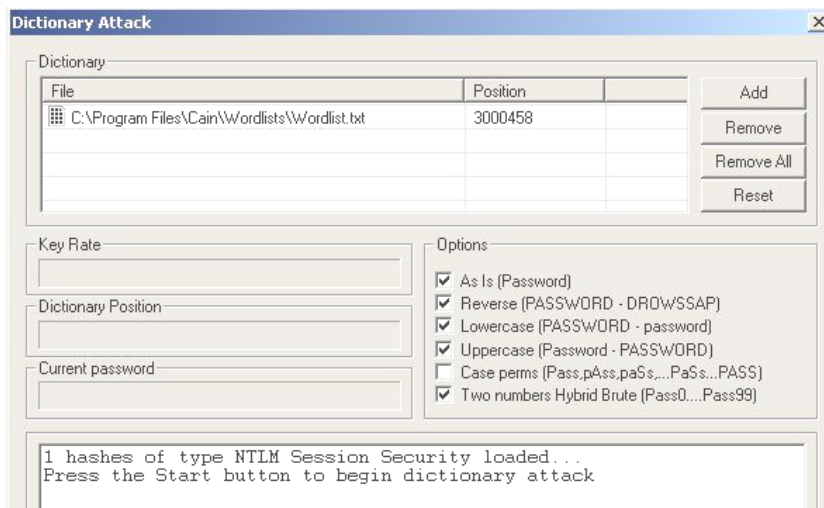 Dictionary Attack
Dictionary
File Position
C:\Program Files\Cain\Wordlists\Wordlist.txt 3000458
Add
Remove
Remove All
Reset
Key Rate
Dictionary Position
Current password
Options
As Is (Password)
Reverse (PASSWORD - DROWSSAP)
Lowercase (PASSWORD - password)
Uppercase (Password - PASSWORD)
Case perms (Pass,pAss,paSs,...PaSs...PASS)
Two numbers Hybrid Brute (Pass0....Pass99)
1 hashes of type NTLM Session Security loaded...
Press the Start button to begin dictionary attack